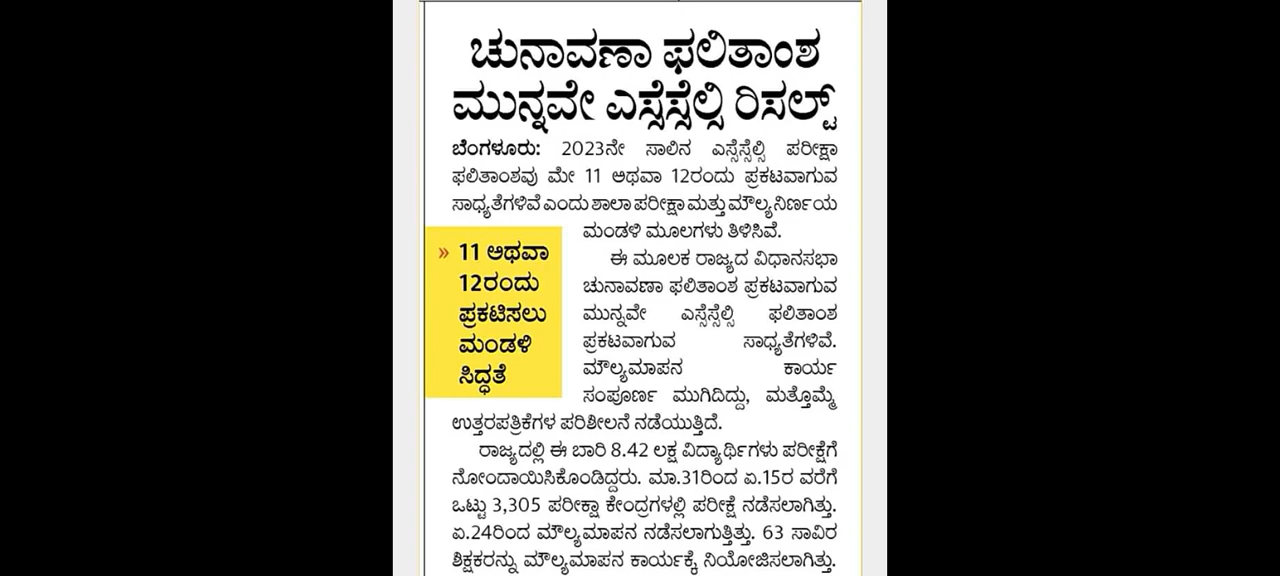 ಚುನಾವಣಾ ಫಲಿತಾಂಶ
ಮುನ್ನವೇ ಎಸ್ಸೆಸ್ಸೆಲ್ಸಿ ರಿಸಲ್ಟ್
ಬೆಂಗಳೂರು: 2023ನೇ ಸಾಲಿನ ಎಸ್ಸೆಸ್ಸೆಲ್ಸಿ ಪರೀಕ್ಷಾ
ಫಲಿತಾಂಶವು ಮೇ 11 ಅಥವಾ 12ರಂದು ಪ್ರಕಟವಾಗುವ
ಸಾಧ್ಯತೆಗಳಿವೆ ಎಂದು ಶಾಲಾ ಪರೀಕ್ಷಾ ಮತ್ತು ಮೌಲ್ಯನಿರ್ಣಯ
ಮಂಡಳಿ ಮೂಲಗಳು ತಿಳಿಸಿವೆ.
» 11 ಅಥವಾ
12ರಂದು
ಪ್ರಕಟಿಸಲು
ಮಂಡಳಿ
ಸಿದ್ಧತೆ
ಈ ಮೂಲಕ ರಾಜ್ಯದ ವಿಧಾನಸಭಾ
ಚುನಾವಣಾ ಫಲಿತಾಂಶ ಪ್ರಕಟವಾಗುವ
ಮುನ್ನವೇ ಎಸ್ಸೆಸ್ಸೆಲ್ಸಿ ಫಲಿತಾಂಶ
ಪ್ರಕಟವಾಗುವ ಸಾಧ್ಯತೆಗಳಿವೆ.
ಮೌಲ್ಯಮಾಪನ ಕಾರ್ಯ
ಸಂಪೂರ್ಣ ಮುಗಿದಿದ್ದು, ಮತ್ತೊಮ್ಮೆ
ಉತ್ತರಪತ್ರಿಕೆಗಳ ಪರಿಶೀಲನೆ ನಡೆಯುತ್ತಿದೆ.
ರಾಜ್ಯದಲ್ಲಿ ಈ ಬಾರಿ 8.42 ಲಕ್ಷ ವಿದ್ಯಾರ್ಥಿಗಳು ಪರೀಕ್ಷೆಗೆ
ನೋಂದಾಯಿಸಿಕೊಂಡಿದ್ದರು. ಮಾ.31ರಿಂದ ಏ.15ರ ವರೆಗೆ
ಒಟ್ಟು 3,305 ಪರೀಕ್ಷಾ ಕೇಂದ್ರಗಳಲ್ಲಿ ಪರೀಕ್ಷೆ ನಡೆಸಲಾಗಿತ್ತು.
ಏ.24ರಿಂದ ಮೌಲ್ಯಮಾಪನ ನಡೆಸಲಾಗುತ್ತಿತ್ತು. 63 ಸಾವಿರ
ಶಿಕ್ಷಕರನ್ನು ಮೌಲ್ಯಮಾಪನ ಕಾರ್ಯಕ್ಕೆ ನಿಯೋಜಿಸಲಾಗಿತ್ತು.